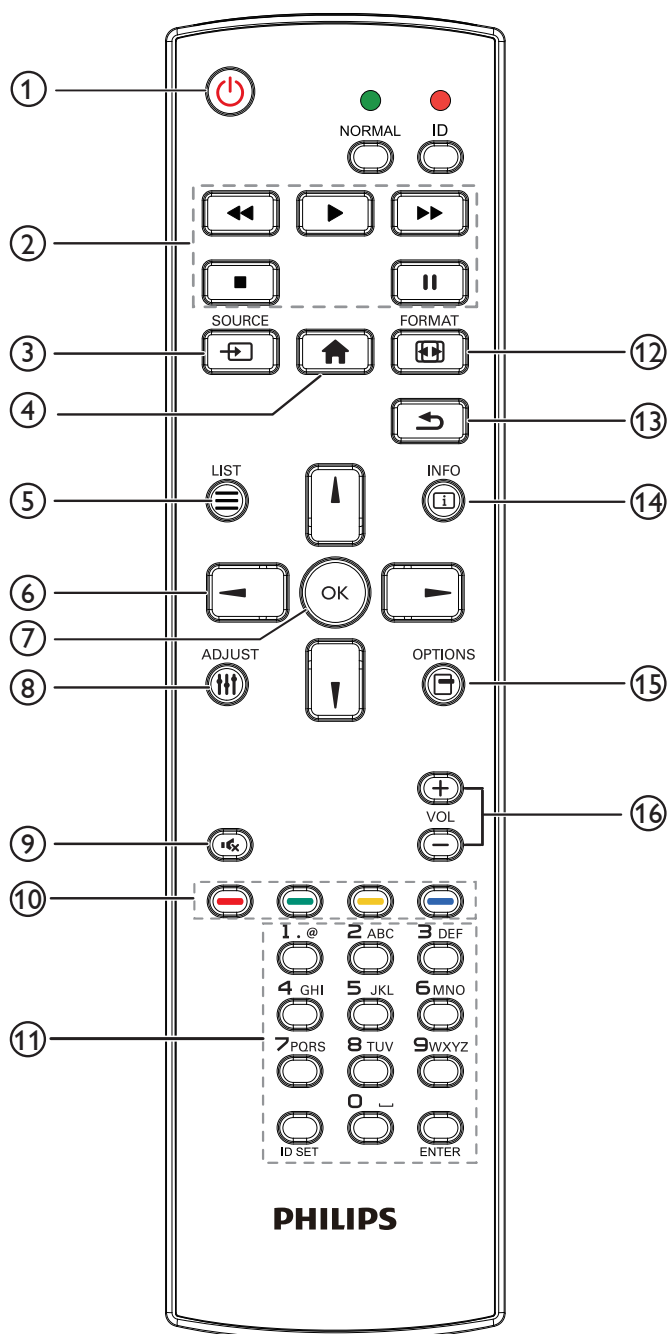 1
NORMAL ID
2
SOURCE FORMAT
3
12
4
13
LIST INFO
5
i
14
6
OK
7
ADJUST OPTIONS
8
15
+
VOL
16
−
9
10
1 . @ 2 ABC 3 DEF
4 GHI 5 JKL 6 MNO
11
7 PQRS 8 TUV 9 WXYZ
0 ⎵
ID SET ENTER
PHILIPS